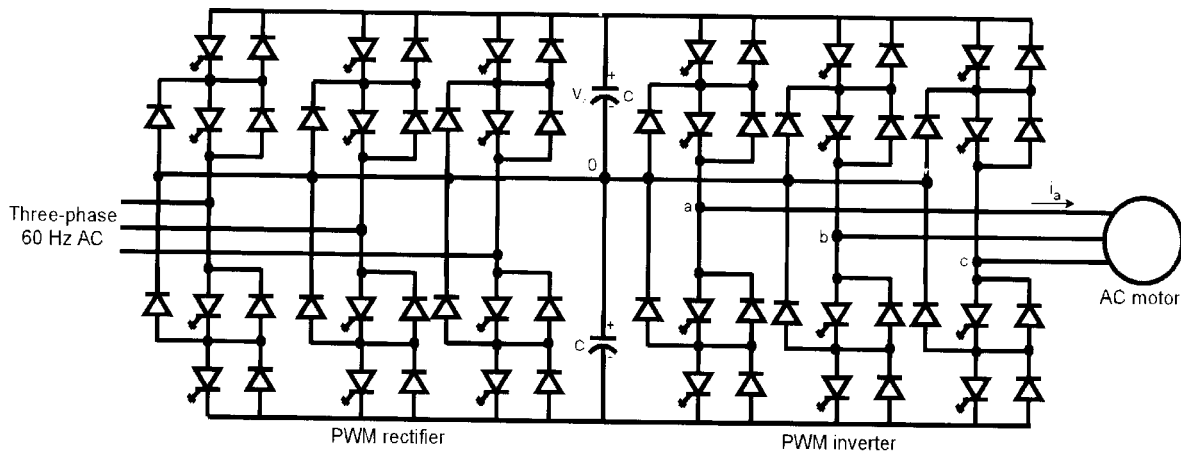 +
V
C
-
0
Three-phase
60 Hz AC
a
i_a
b
c
AC motor
+
C
-
PWM rectifier
PWM inverter